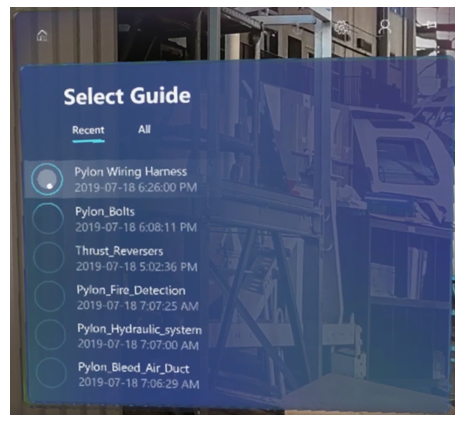 Select Guide
Recent All
Pylon Wiring Harness
2019-07-18 6:26:00 PM
Pylon_Bolts
2019-07-18 6:08:11 PM
Thrust_Reversers
2019-07-18 5:02:36 PM
Pylon_Fire_Detection
2019-07-18 7:07:25 AM
Pylon_Hydraulic_system
2019-07-18 7:07:00 AM
Pylon_Bleed_Air_Duct
2019-07-18 7:06:29 AM